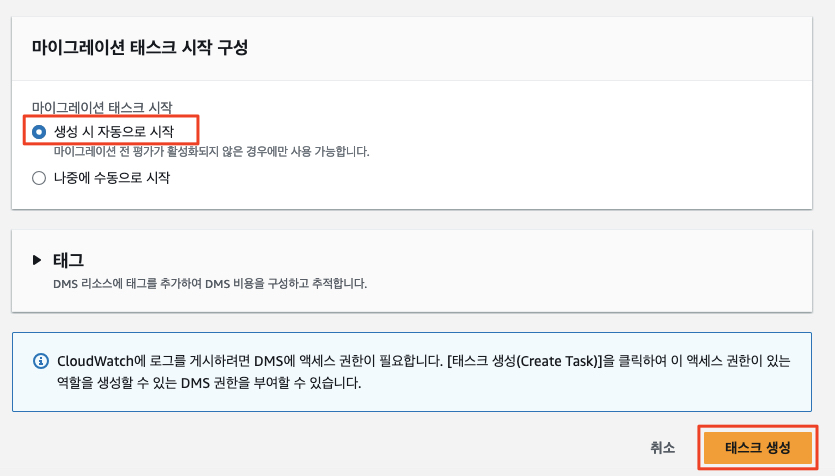 마이그레이션 태스크 시작 구성
마이그레이션 태스크 시작
생성 시 자동으로 시작
마이그레이션 전 평가가 활성화되지 않은 경우에만 사용 가능합니다.
나중에 수동으로 시작
태그
DMS 리소스에 태그를 추가하여 DMS 비용을 구성하고 추적합니다.
CloudWatch에 로그를 게시하려면 DMS에 액세스 권한이 필요합니다. [태스크 생성(Create Task)]을 클릭하여 이 액세스 권한이 있는
역할을 생성할 수 있는 DMS 권한을 부여할 수 있습니다.
취소
태스크 생성